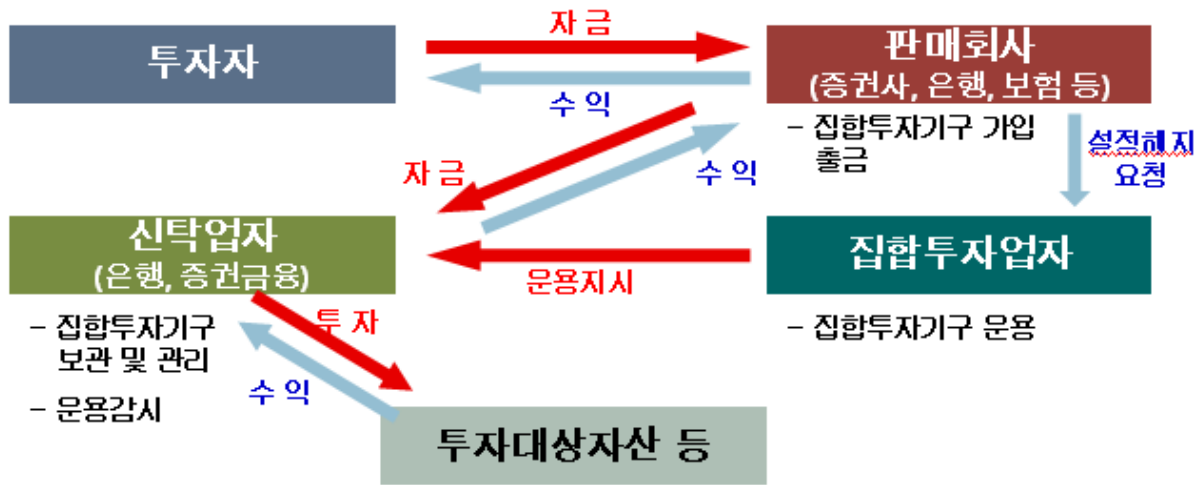 자 금
투자자
판매회사
(증권사, 은행, 보험 등)
수 익
– 집합투자기구 가입
출금
설정해지
요청
자 금
수 익
신탁업자
(은행, 증권금융)
집합투자업자
운용지시
– 집합투자기구
보관 및 관리
– 운용감시
투 자
수 익
– 집합투자기구 운용
투자대상자산 등